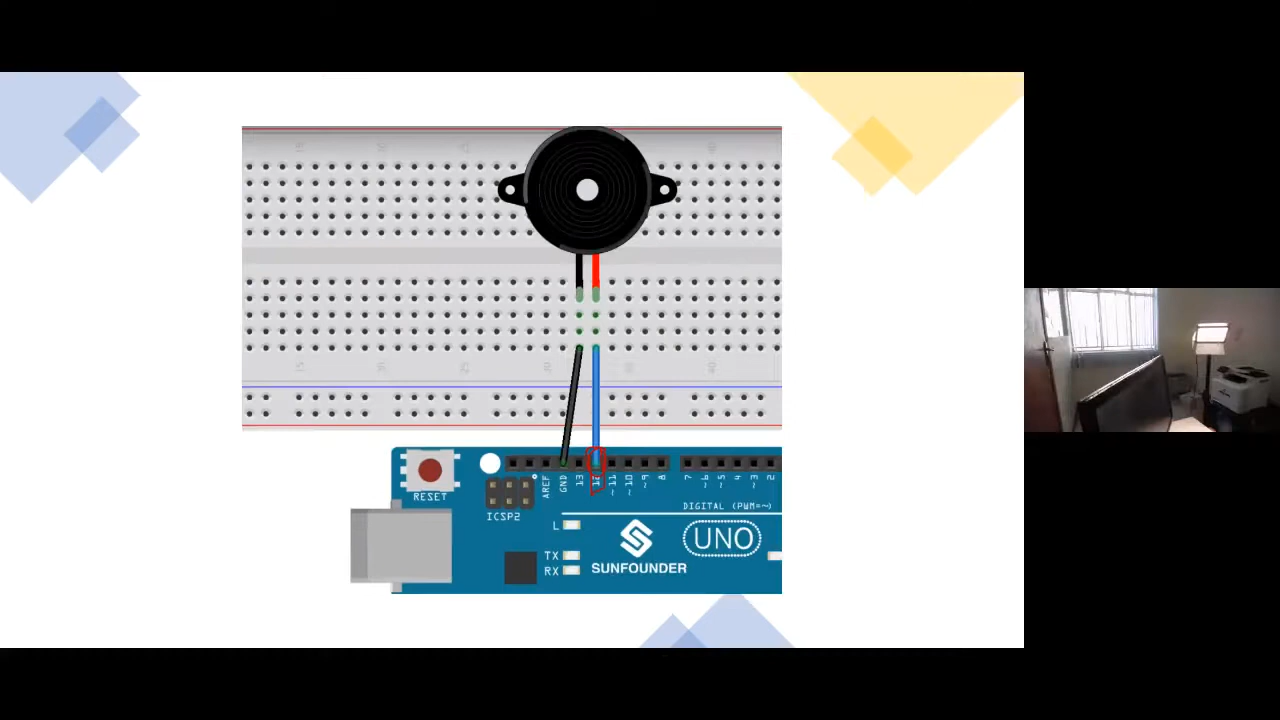 RESET
ICSP2
AREF
GND
13
12
~11
~10
~9
8
7
~6
~5
4
~3
2
DIGITAL (PWM=~)
L
TX
RX
UNO
SUNFOUNDER